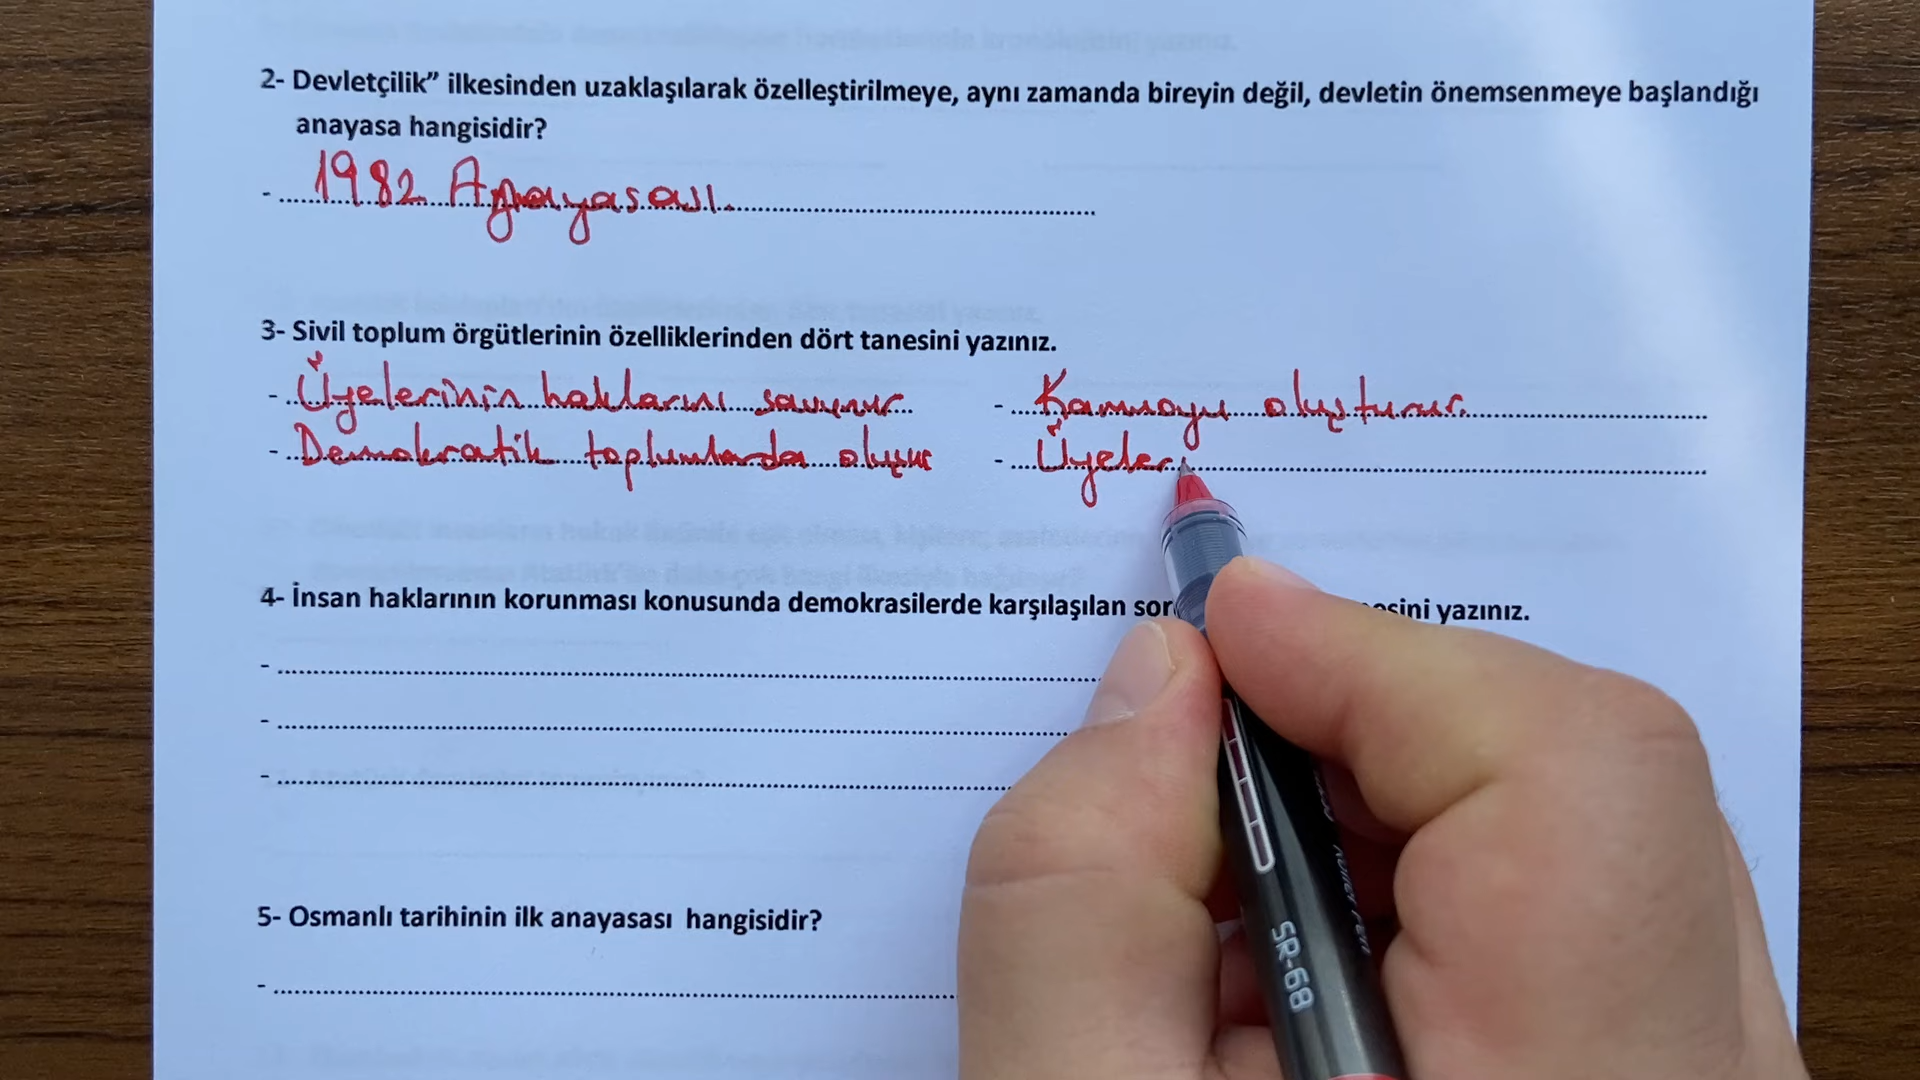 2- Devletçilik” ilkesinden uzaklaşılarak özelleştirilmeye, aynı zamanda bireyin değil, devletin önemsenmeye başlandığı
anayasa hangisidir?
- 1982 Anayasası.
3- Sivil toplum örgütlerinin özelliklerinden dört tanesini yazınız.
- Üyelerinin haklarını savunur
- Kamuoyu oluşturur.
- Demokratik toplumlarda oluşur
- Üyeleri
4- İnsan haklarının korunması konusunda demokrasilerde karşılaşılan yazınız.
-
-
-
5- Osmanlı tarihinin ilk anayasası hangisidir?
-
SR-68